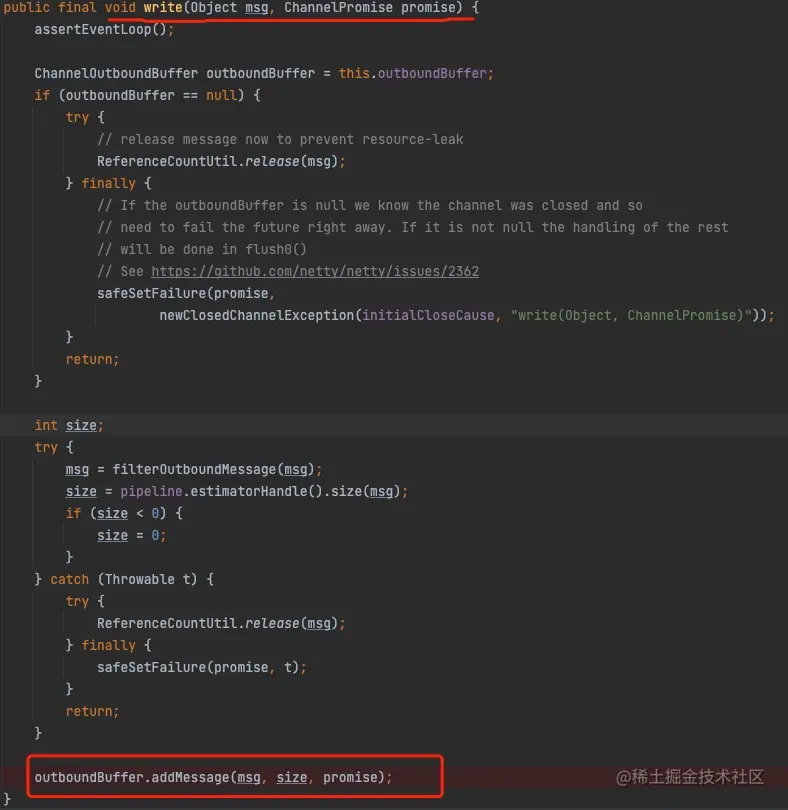 public final void write(Object msg, ChannelPromise promise) {
    assertEventLoop();

    ChannelOutboundBuffer outboundBuffer = this.outboundBuffer;
    if (outboundBuffer == null) {
        try {
            // release message now to prevent resource-leak
            ReferenceCountUtil.release(msg);
        } finally {
            // If the outboundBuffer is null we know the channel was closed and so
            // need to fail the future right away. If it is not null the handling of the rest
            // will be done in flush0()
            // See https://github.com/netty/netty/issues/2362
            safeSetFailure(promise,
                    newClosedChannelException(initialCloseCause, "write(Object, ChannelPromise)"));
        }
        return;
    }

    int size;
    try {
        msg = filterOutboundMessage(msg);
        size = pipeline.estimatorHandle().size(msg);
        if (size < 0) {
            size = 0;
        }
    } catch (Throwable t) {
        try {
            ReferenceCountUtil.release(msg);
        } finally {
            safeSetFailure(promise, t);
        }
        return;
    }

    outboundBuffer.addMessage(msg, size, promise);
@稀土掘金技术社区
}